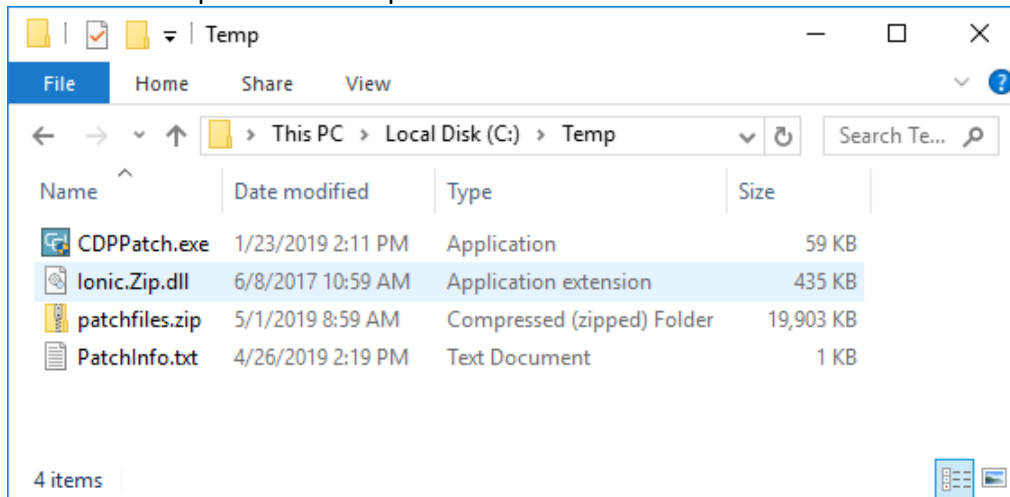 Temp
File Home Share View
This PC > Local Disk (C:) > Temp Search Te...
Name Date modified Type Size
CDPPatch.exe 1/23/2019 2:11 PM Application 59 KB
Ionic.Zip.dll 6/8/2017 10:59 AM Application extension 435 KB
patchfiles.zip 5/1/2019 8:59 AM Compressed (zipped) Folder 19,903 KB
PatchInfo.txt 4/26/2019 2:19 PM Text Document 1 KB
4 items